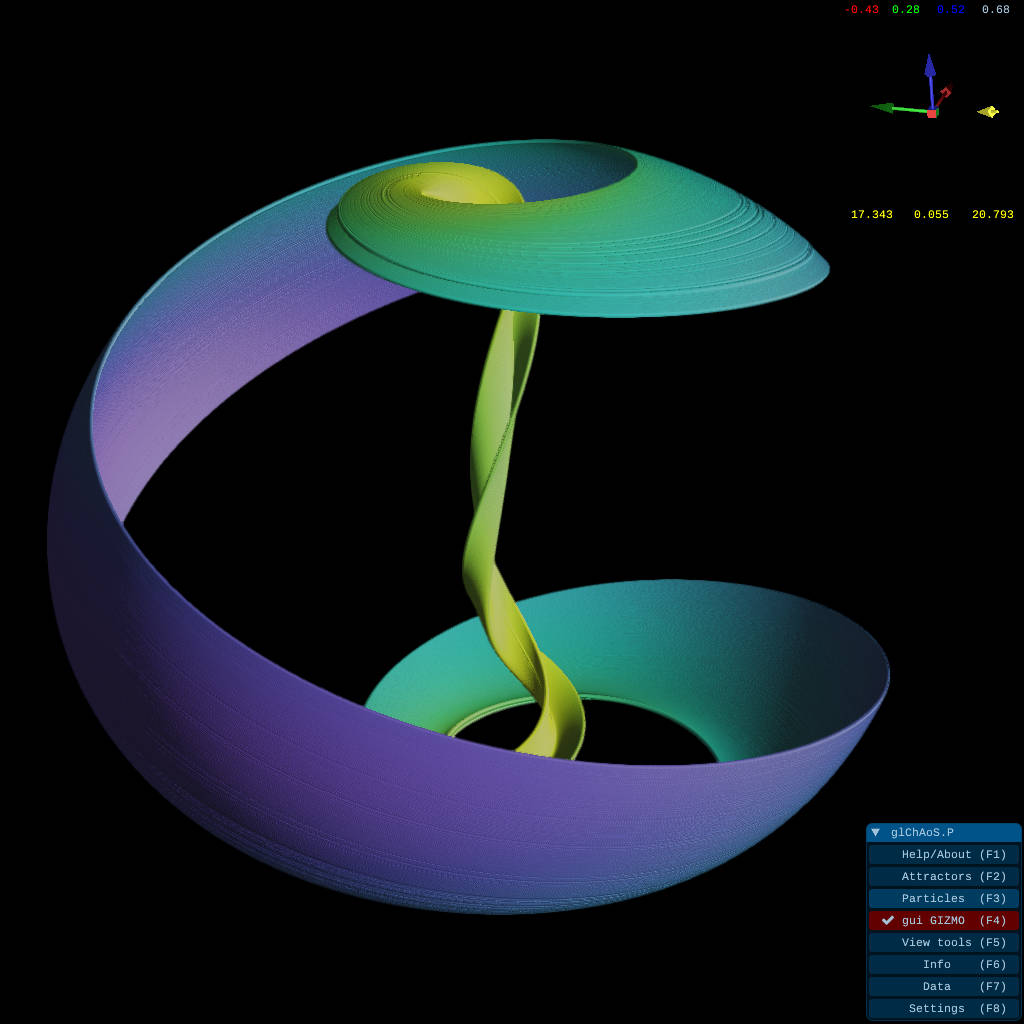 -0.43 0.28 0.52 0.68
17.343 0.055 20.793
glChAoS.P
Help/About (F1)
Attractors (F2)
Particles (F3)
gui GIZMO (F4)
View tools (F5)
Info (F6)
Data (F7)
Settings (F8)